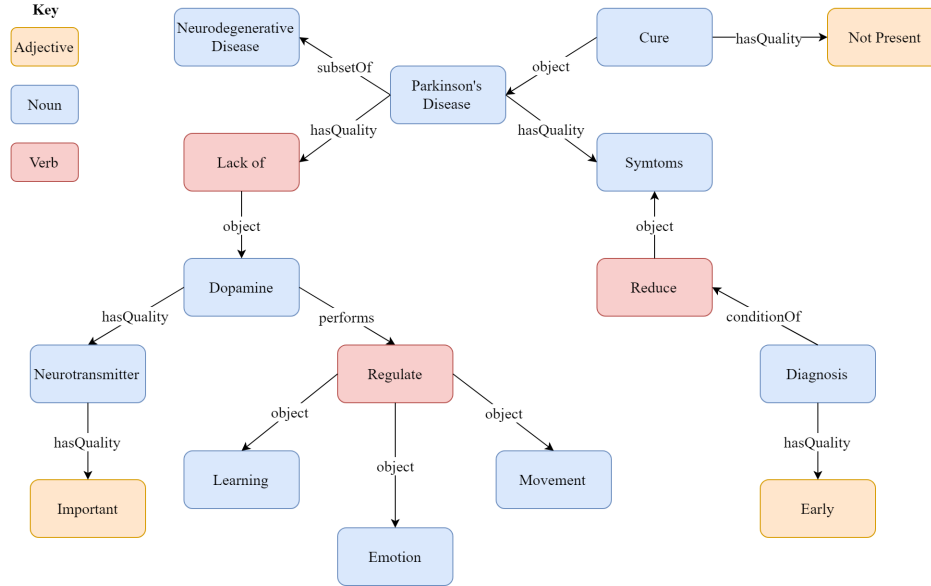 Key
Adjective
Noun
Verb
Neurodegenerative
Disease
Cure
hasQuality
Not Present
subsetOf
object
Parkinson's
Disease
hasQuality
hasQuality
Lack of
Symtoms
object
object
Dopamine
Reduce
hasQuality
performs
conditionOf
Neurotransmitter
Regulate
Diagnosis
hasQuality
object
object
object
hasQuality
Learning
Movement
Important
Emotion
Early